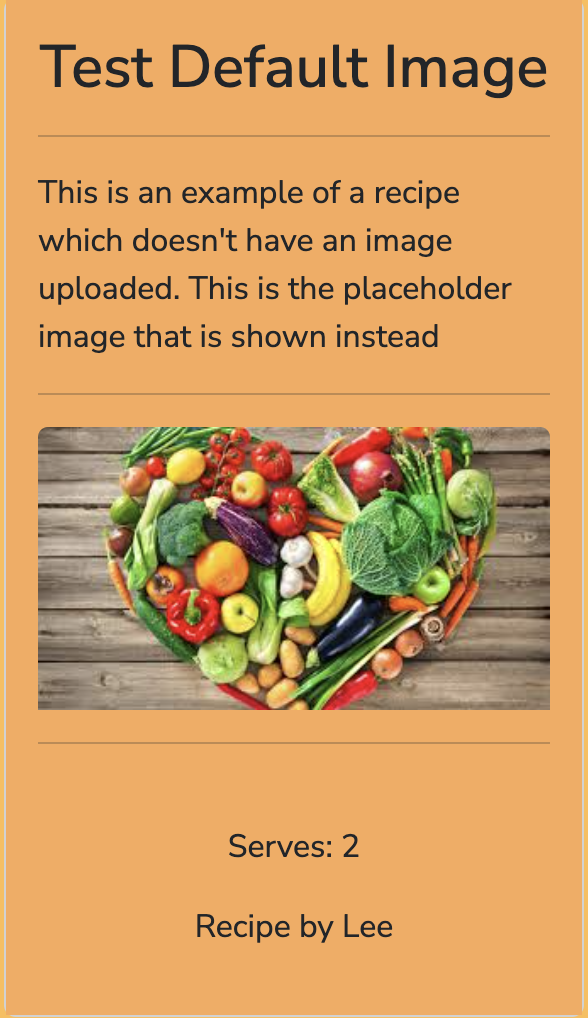 Test Default Image
This is an example of a recipe
which doesn't have an image
uploaded. This is the placeholder
image that is shown instead
Serves: 2
Recipe by Lee